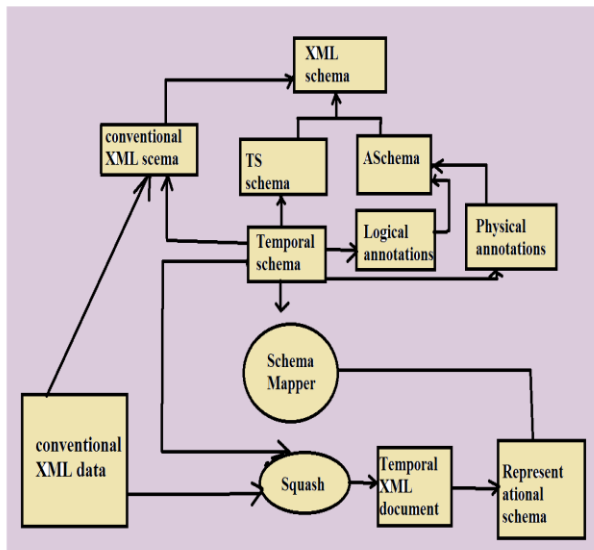 XML
schema
conventional
XML scema
TS
schema
ASchema
Temporal
schema
Logical
annotations
Physical
annotations
Schema
Mapper
conventional
XML data
Squash
Temporal
XML
document
Represent
ational
schema